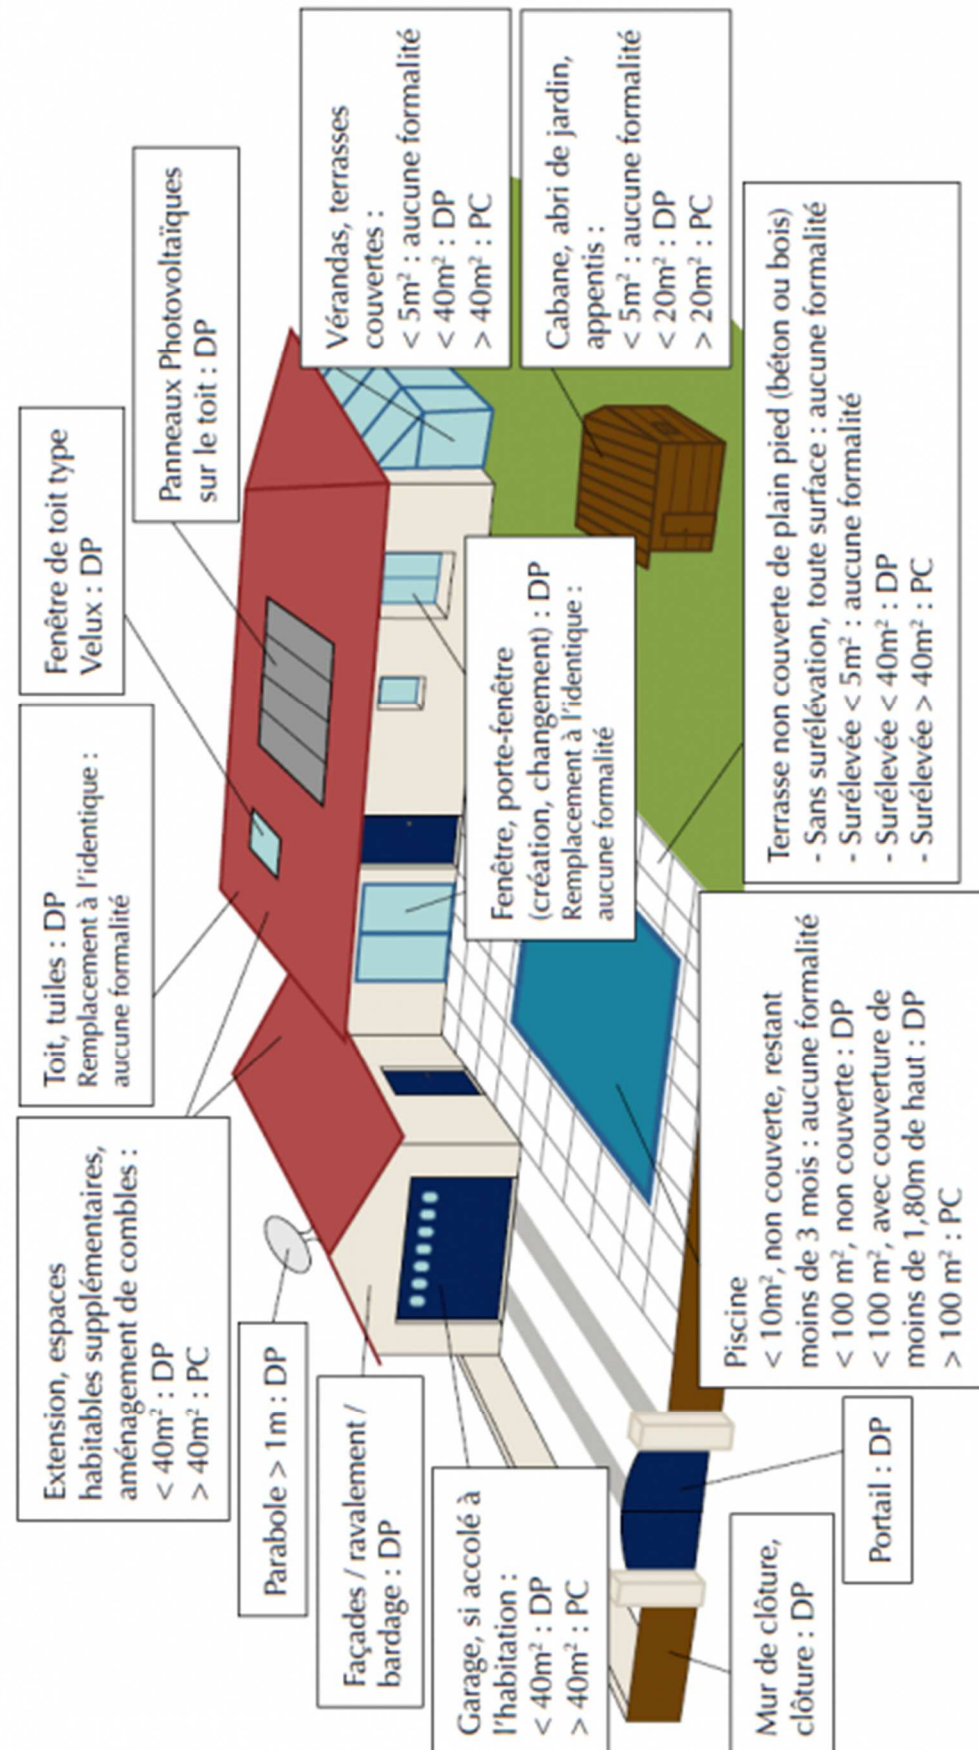 Extension, espaces
habitables supplémentaires,
aménagement de combles :
< 40m² : DP
> 40m² : PC
Toit, tuiles : DP
Remplacement à l'identique :
aucune formalité
Fenêtre de toit type
Velux : DP
Panneaux Photovoltaïques
sur le toit : DP
Parabole > 1m : DP
Façades / ravalement /
bardage : DP
Garage, si accolé à
l'habitation :
< 40m² : DP
> 40m² : PC
Vérandas, terrasses
couvertes :
< 5m² : aucune formalité
< 40m² : DP
> 40m² : PC
Cabane, abri de jardin,
appentis :
< 5m² : aucune formalité
< 20m² : DP
> 20m² : PC
Fenêtre, porte-fenêtre
(création, changement) : DP
Remplacement à l'identique :
aucune formalité
Mur de clôture,
clôture : DP
Portail : DP
Piscine
< 10m², non couverte, restant
moins de 3 mois : aucune formalité
< 100 m², non couverte : DP
< 100 m², avec couverture de
moins de 1,80m de haut : DP
> 100 m² : PC
Terrasse non couverte de plain pied (béton ou bois)
- Sans surélévation, toute surface : aucune formalité
- Surélevée < 5m² : aucune formalité
- Surélevée < 40m² : DP
- Surélevée > 40m² : PC